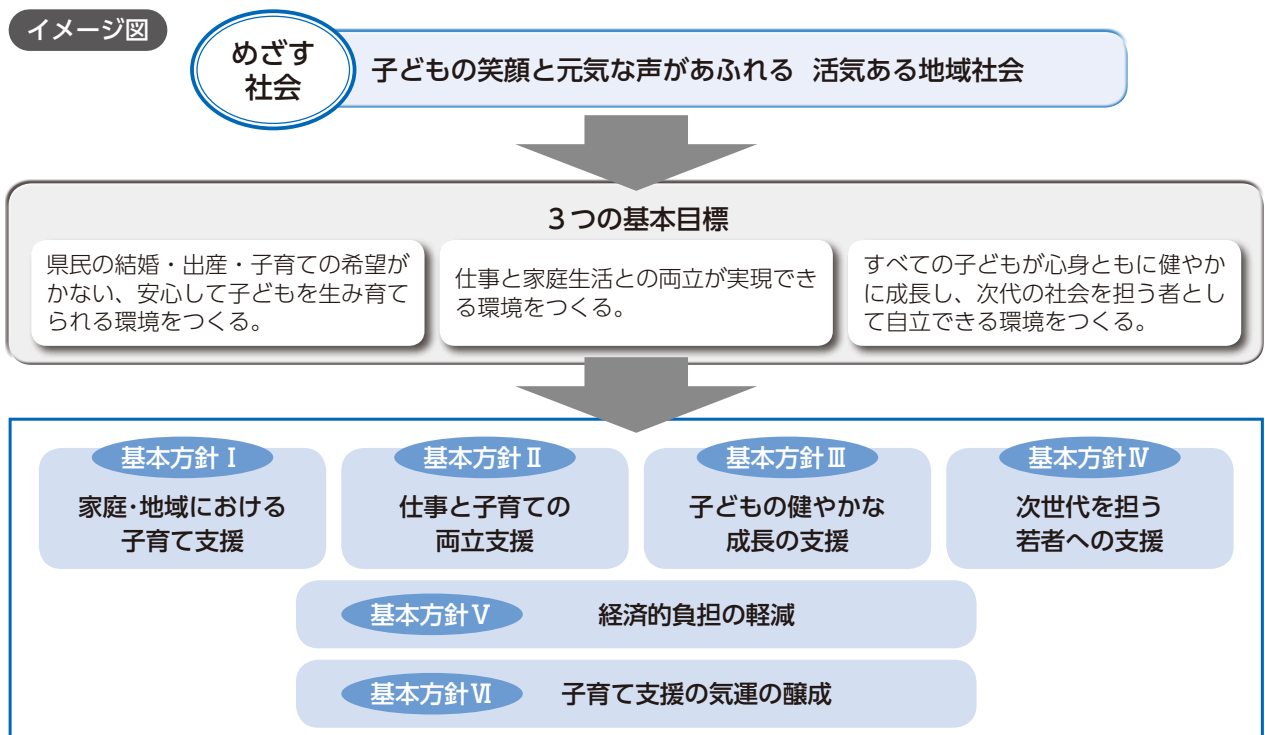 イメージ図
めざす
社会
子どもの笑顔と元気な声があふれる 活気ある地域社会
3つの基本目標
県民の結婚・出産・子育ての希望が
かない、安心して子どもを生み育て
られる環境をつくる。
仕事と家庭生活との両立が実現でき
る環境をつくる。
すべての子どもが心身ともに健やか
に成長し、次代の社会を担う者とし
て自立できる環境をつくる。
基本方針Ⅰ
家庭・地域における
子育て支援
基本方針Ⅱ
仕事と子育ての
両立支援
基本方針Ⅲ
子どもの健やかな
成長の支援
基本方針Ⅳ
次世代を担う
若者への支援
基本方針Ⅴ 経済的負担の軽減
基本方針Ⅵ 子育て支援の気運の醸成